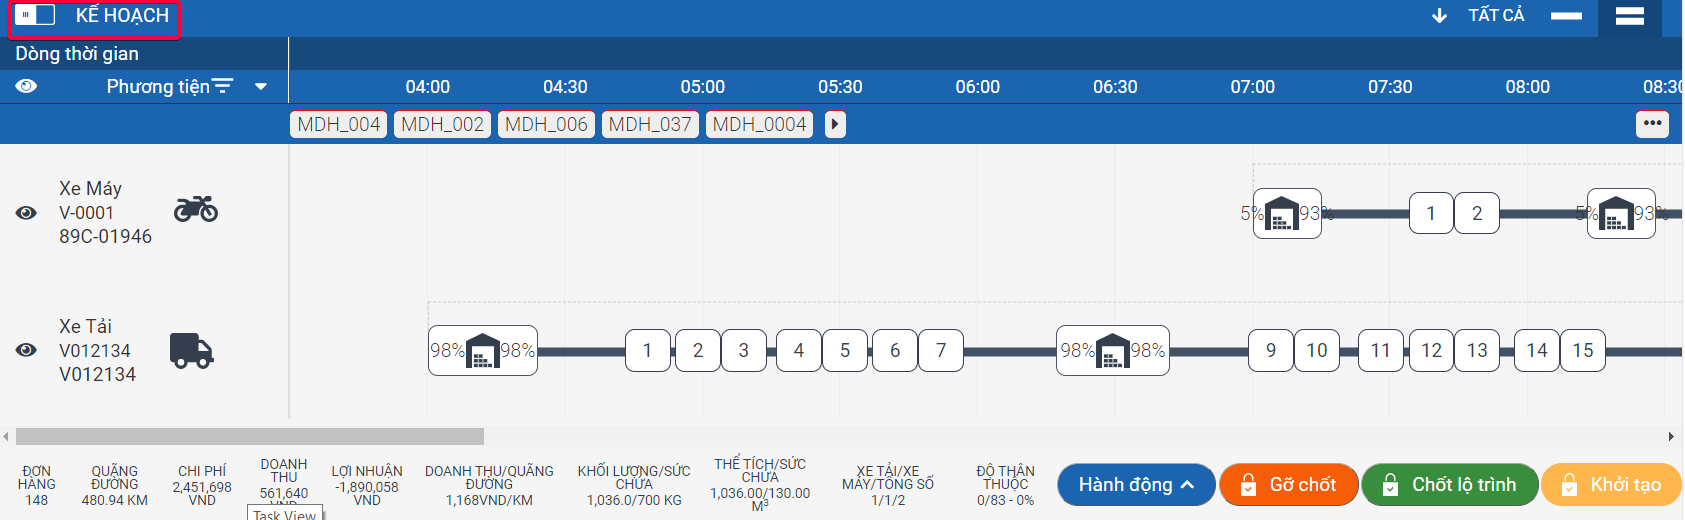 KẾ HOẠCH
TẤT CẢ
Dòng thời gian
Phương tiện
04:00 04:30 05:00 05:30 06:00 06:30 07:00 07:30 08:00 08:30
MDH_004 MDH_002 MDH_006 MDH_037 MDH_0004 •••
Xe Máy
V-0001
89C-01946
5% 93% 1 2 5% 93%
Xe Tải
V012134
V012134
98% 98% 1 2 3 4 5 6 7 98% 98% 9 10 11 12 13 14 15
ĐƠN
HÀNG
148
QUÃNG
ĐƯỜNG
480.94 KM
CHI PHÍ
2,451,698
VND
DOANH
THU
561,640
VND
LỢI NHUẬN
-1,890,058
VND
DOANH THU/QUÃNG
ĐƯỜNG
1,168VND/KM
KHỐI LƯỢNG/SỨC
CHỨA
1,036.0/700 KG
THỂ TÍCH/SỨC
CHỨA
1,036.00/130.00
M³
XE TẢI/XE
MÁY/TỔNG SỐ
1/1/2
ĐỘ THÂN
THUỘC
0/83 - 0%
Hành động
Gỡ chốt
Chốt lộ trình
Khởi tạo
Task View